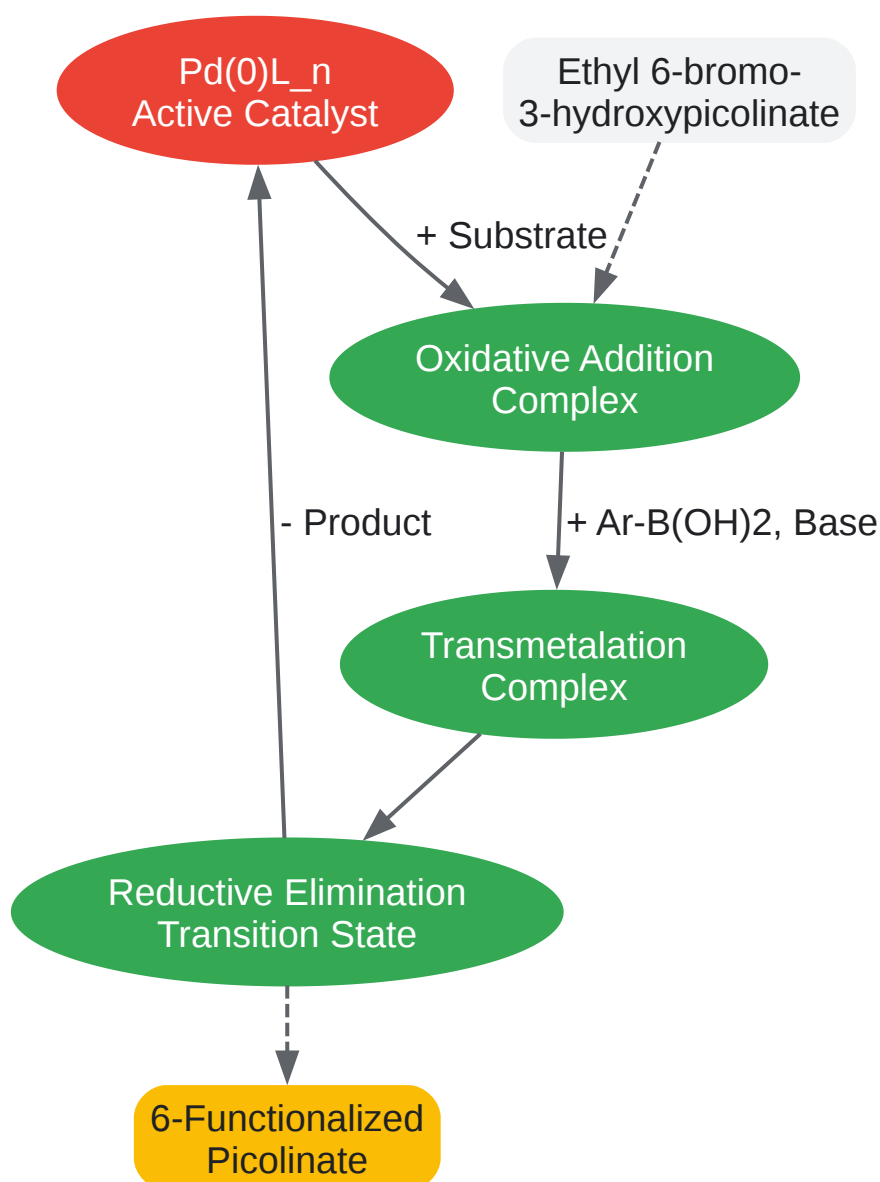 Pd(0)L_n
Active Catalyst
Ethyl 6-bromo-
3-hydroxypicolinate
+ Substrate
Oxidative Addition
Complex
- Product
+ Ar-B(OH)2, Base
Transmetalation
Complex
Reductive Elimination
Transition State
6-Functionalized
Picolinate